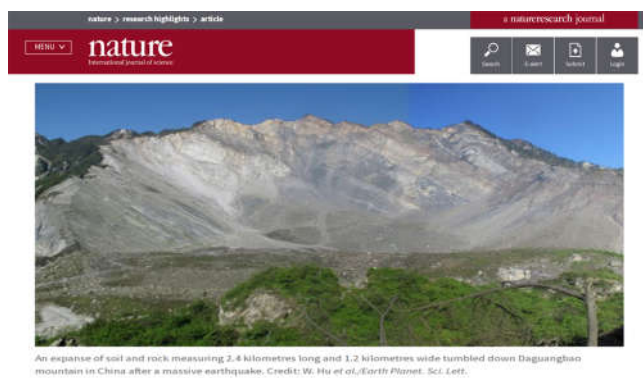 nature > research highlights > article
a natureresearch journal
MENU
nature
International journal of science
Search
E-alert
Submit
Login
An expanse of soil and rock measuring 2.4 kilometres long and 1.2 kilometres wide tumbled down Daguangbao
mountain in China after a massive earthquake. Credit: W. Hu et al./Earth Planet. Sci. Lett.